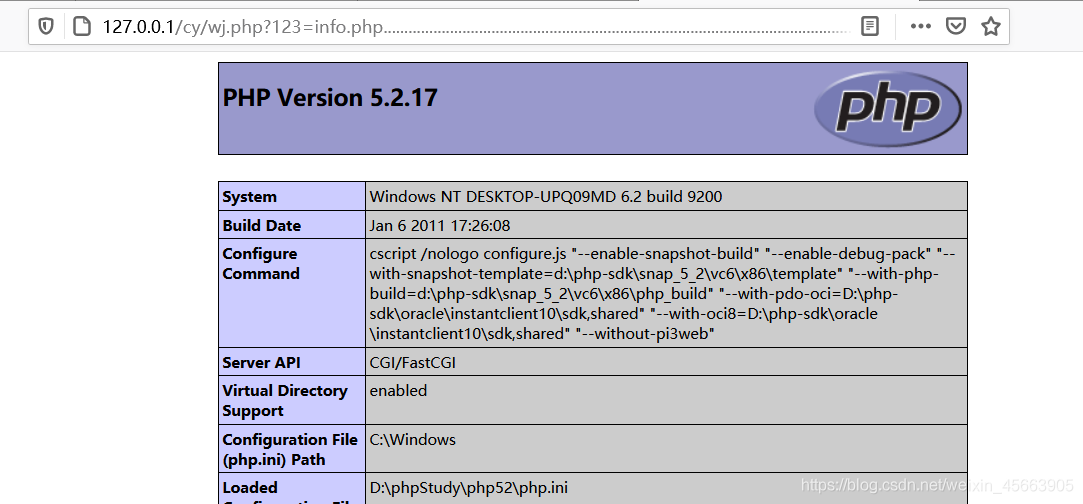 127.0.0.1/cy/wj.php?123=info.php........................................................................................................................
PHP Version 5.2.17
php
System
Windows NT DESKTOP-UPQ09MD 6.2 build 9200
Build Date
Jan 6 2011 17:26:08
Configure
Command
cscript /nologo configure.js "--enable-snapshot-build" "--enable-debug-pack" "--
with-snapshot-template=d:\php-sdk\snap_5_2\vc6\x86\template" "--with-php-
build=d:\php-sdk\snap_5_2\vc6\x86\php_build" "--with-pdo-oci=D:\php-
sdk\oracle\instantclient10\sdk,shared" "--with-oci8=D:\php-sdk\oracle
\instantclient10\sdk,shared" "--without-pi3web"
Server API
CGI/FastCGI
Virtual Directory
Support
enabled
Configuration File
(php.ini) Path
C:\Windows
Loaded
D:\phpStudy\php52\php.ini
Configuration File
https://blog.csdn.net/weixin_45663905